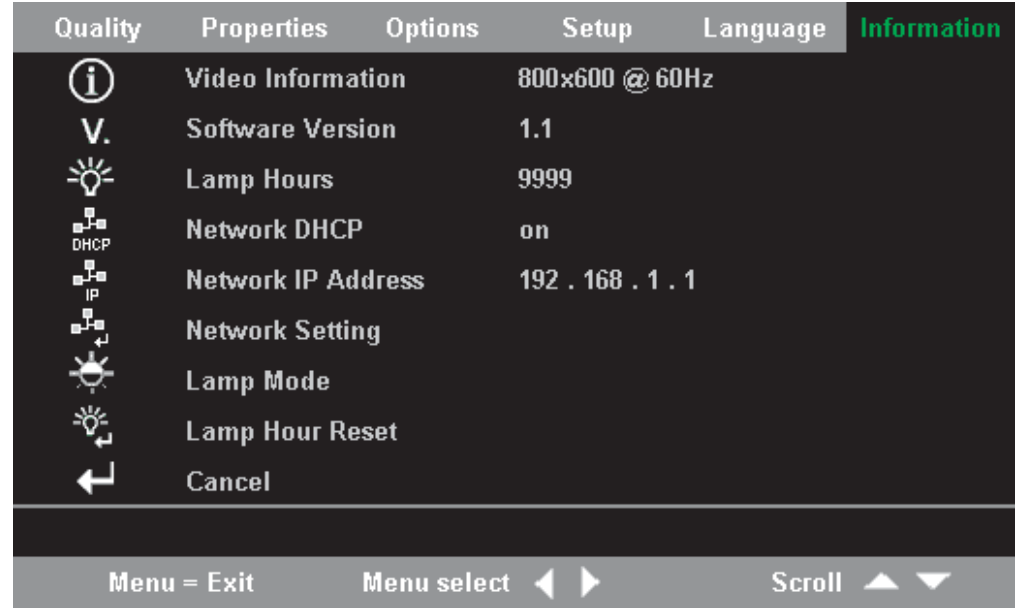 Quality Properties Options Setup Language Information
Video Information 800x600 @ 60Hz
V. Software Version 1.1
Lamp Hours 9999
DHCP Network DHCP on
IP Network IP Address 192 . 168 . 1 . 1
Network Setting
Lamp Mode
Lamp Hour Reset
Cancel
Menu = Exit Menu select Scroll